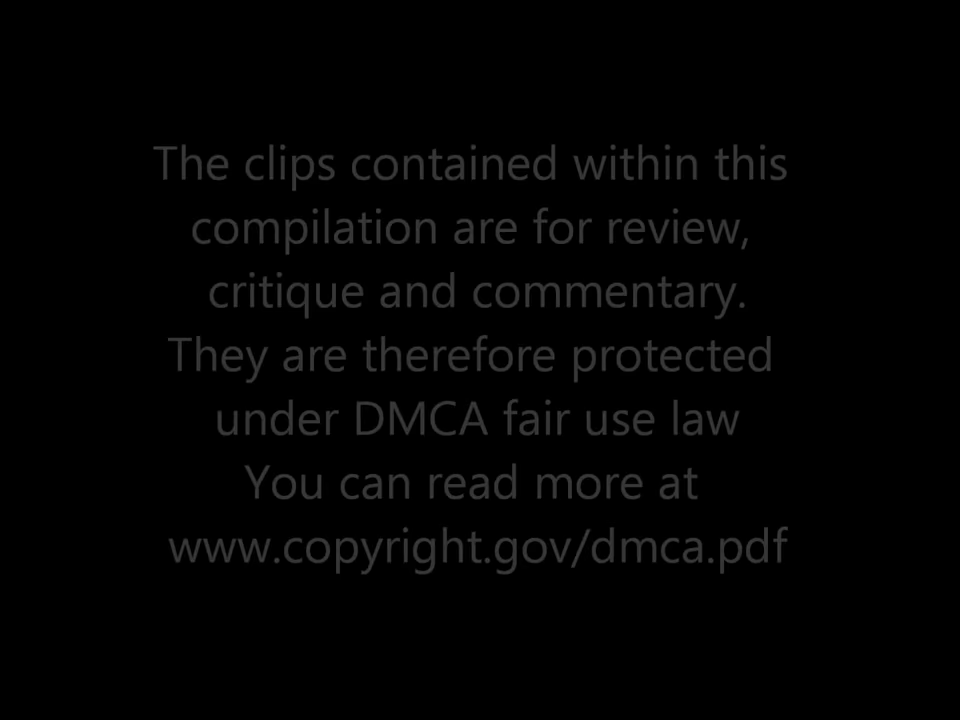 The clips contained within this
compilation are for review,
critique and commentary.
They are therefore protected
under DMCA fair use law
You can read more at
www.copyright.gov/dmca.pdf